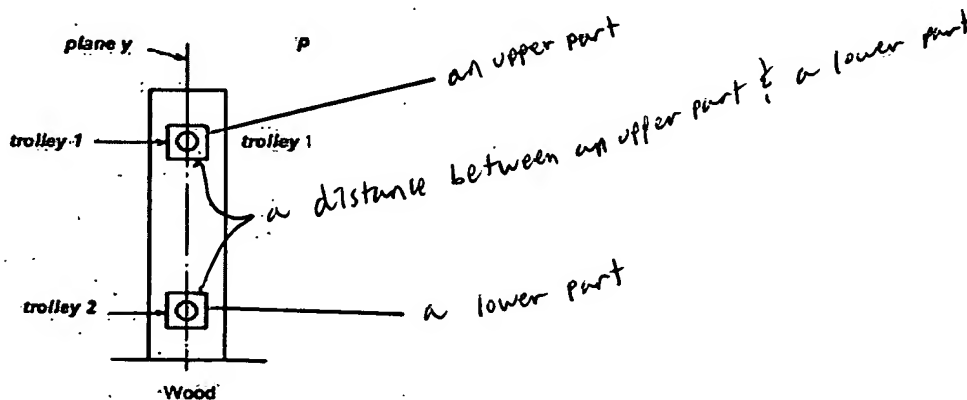 plane y
P
an upper part
trolley 1
trolley 1
a distance between an upper part & a lower part
trolley 2
a lower part
Wood